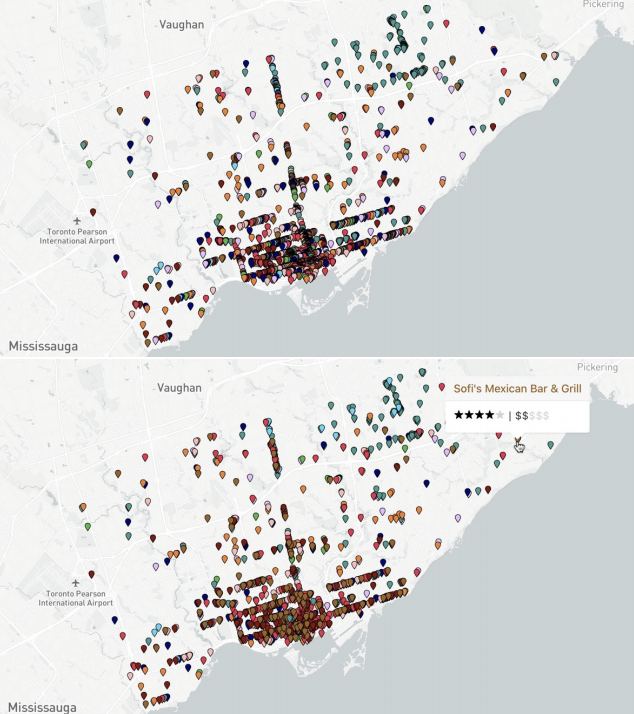 Pickering
Vaughan
Toronto Pearson
International Airport
Mississauga
Pickering
Vaughan
Sofi's Mexican Bar & Grill
★★★★★ | $$$$$
Toronto Pearson
International Airport
Mississauga